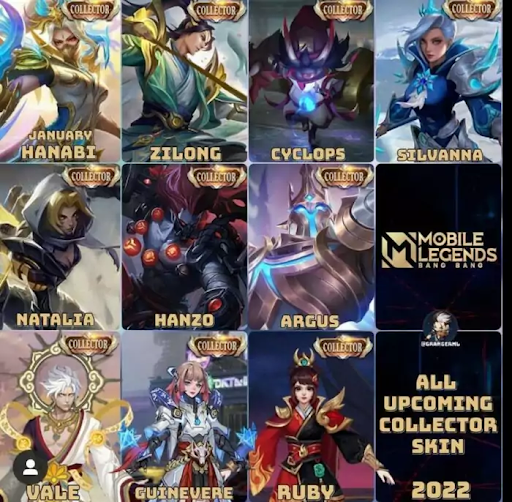 COLLECTOR
COLLECTOR
COLLECTOR
COLLECTOR
JANUARY
HANABI
ZILONG
CYCLOPS
SILVANNA
COLLECTOR
COLLECTOR
COLLECTOR
MOBILE
LEGENDS
BANG BANG
NATALIA
HANZO
ARGUS
COLLECTOR
COLLECTOR
COLLECTOR
ALL
UPCOMING
COLLECTOR
SKIN
2022
VALE
GUINEVERE
RUBY